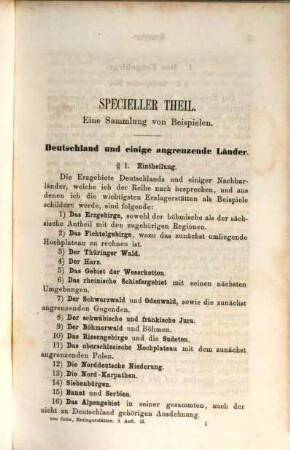 SPECIELLER THEIL.
Eine Sammlung von Beispielen.
Deutschland und einige angrenzende Länder.
§ 1. Eintheilung.
Die Erzgebiete Deutschlands und einiger Nachbar-
länder, welche ich der Reihe nach besprechen, und aus
denen ich die wichtigsten Erzlagerstätten als Beispiele
schildern werde, sind folgende:
1) Das Erzgebirge, sowohl der böhmische als der säch-
sische Antheil mit den zugehörigen Regionen.
2) Das Fichtelgebirge, wozu das zunächst umliegende
Hochplateau zu rechnen ist.
3) Der Thüringer Wald.
4) Der Harz.
5) Das Gebiet der Weserketten.
6) Das rheinische Schiefergebiet mit seinen nächsten
Umgebungen.
7) Der Schwarzwald und Odenwald, sowie die zunächst
angrenzenden Gegenden.
8) Der schwäbische und fränkische Jura.
9) Der Böhmerwald und Böhmen.
10) Das Riesengebirge und die Sudeten.
11) Das oberschlesische Hochplateau mit dem zunächst
angrenzenden Polen.
12) Die Norddeutsche Niederung.
13) Die Nord-Karpathen.
14) Siebenbürgen.
15) Banat und Serbien.
16) Das Alpengebiet in seiner gesammten, auch der
nicht zu Deutschland gehörigen Ausdehnung.
von Cotta, Erzlagerstätten. 2. Aufl. II. 1